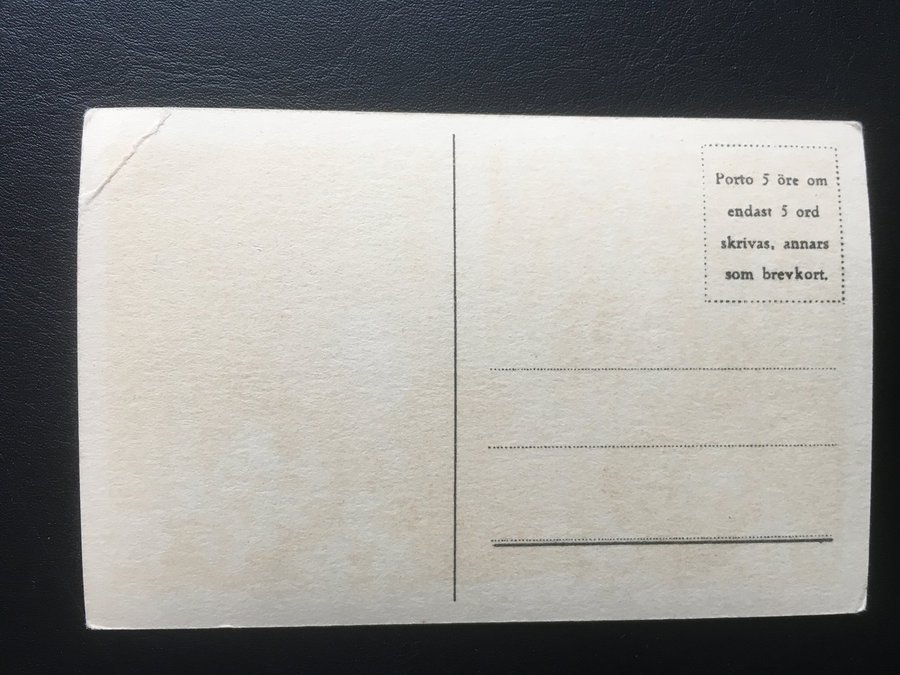 Porto 5 öre om
endast 5 ord
skrivas, annars
som brevkort.